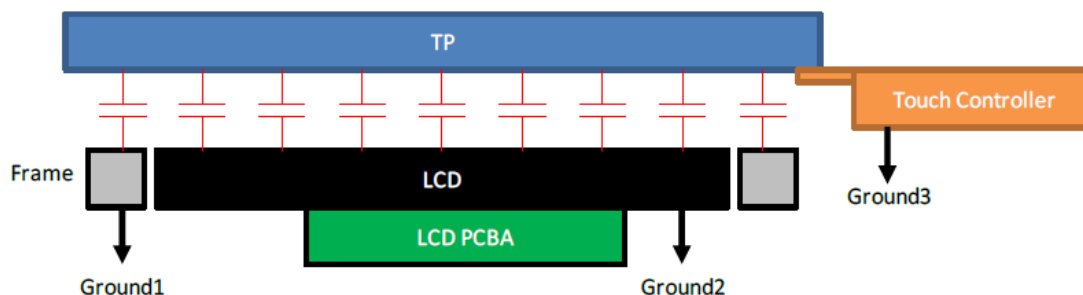 TP
Touch Controller
Frame
LCD
Ground3
LCD PCBA
Ground1
Ground2